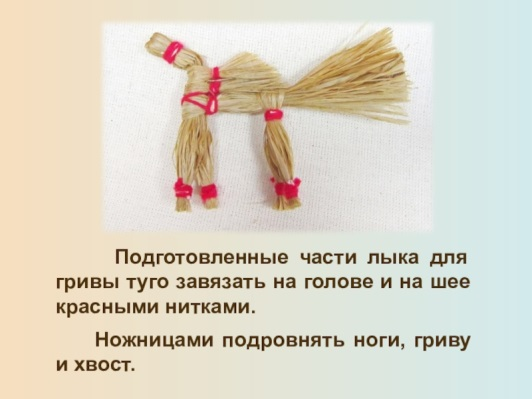 Подготовленные части лыка для
гривы туго завязать на голове и на шее
красными нитками.
Ножницами подровнять ноги, гриву
и хвост.